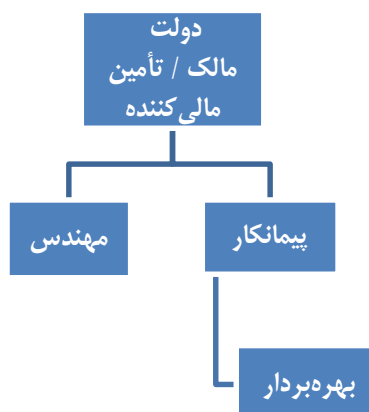 دولت
مالک / تأمین
مالی‌کننده
مهندس
پیمانکار
بهره‌بردار